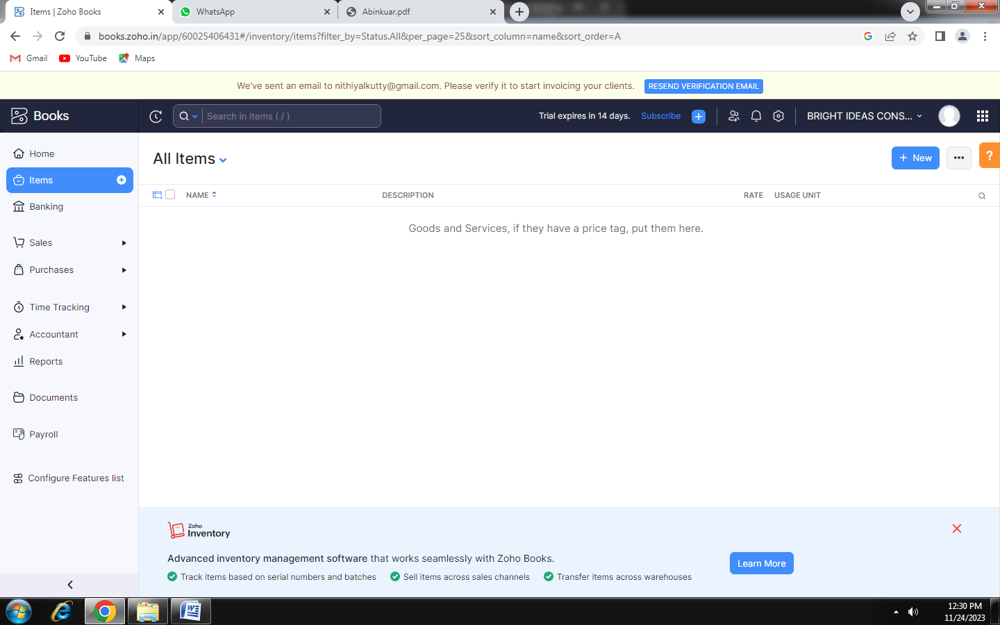 Items | Zoho Books
WhatsApp
Abinkuar.pdf
books.zoho.in/app/60025406431#/inventory/items?filter_by=Status.All&per_page=25&sort_column=name&sort_order=A
Gmail
YouTube
Maps
We've sent an email to nithiyalkutty@gmail.com. Please verify it to start invoicing your clients.
RESEND VERIFICATION EMAIL
Books
Search in Items ( / )
Trial expires in 14 days.
Subscribe
BRIGHT IDEAS CONS...
Home
Items
Banking
Sales
Purchases
Time Tracking
Accountant
Reports
Documents
Payroll
Configure Features list
All Items
+ New
?
NAME
DESCRIPTION
RATE
USAGE UNIT
Goods and Services, if they have a price tag, put them here.
Zoho
Inventory
Advanced inventory management software that works seamlessly with Zoho Books.
Track items based on serial numbers and batches
Sell items across sales channels
Transfer items across warehouses
Learn More
12:30 PM
11/24/2023